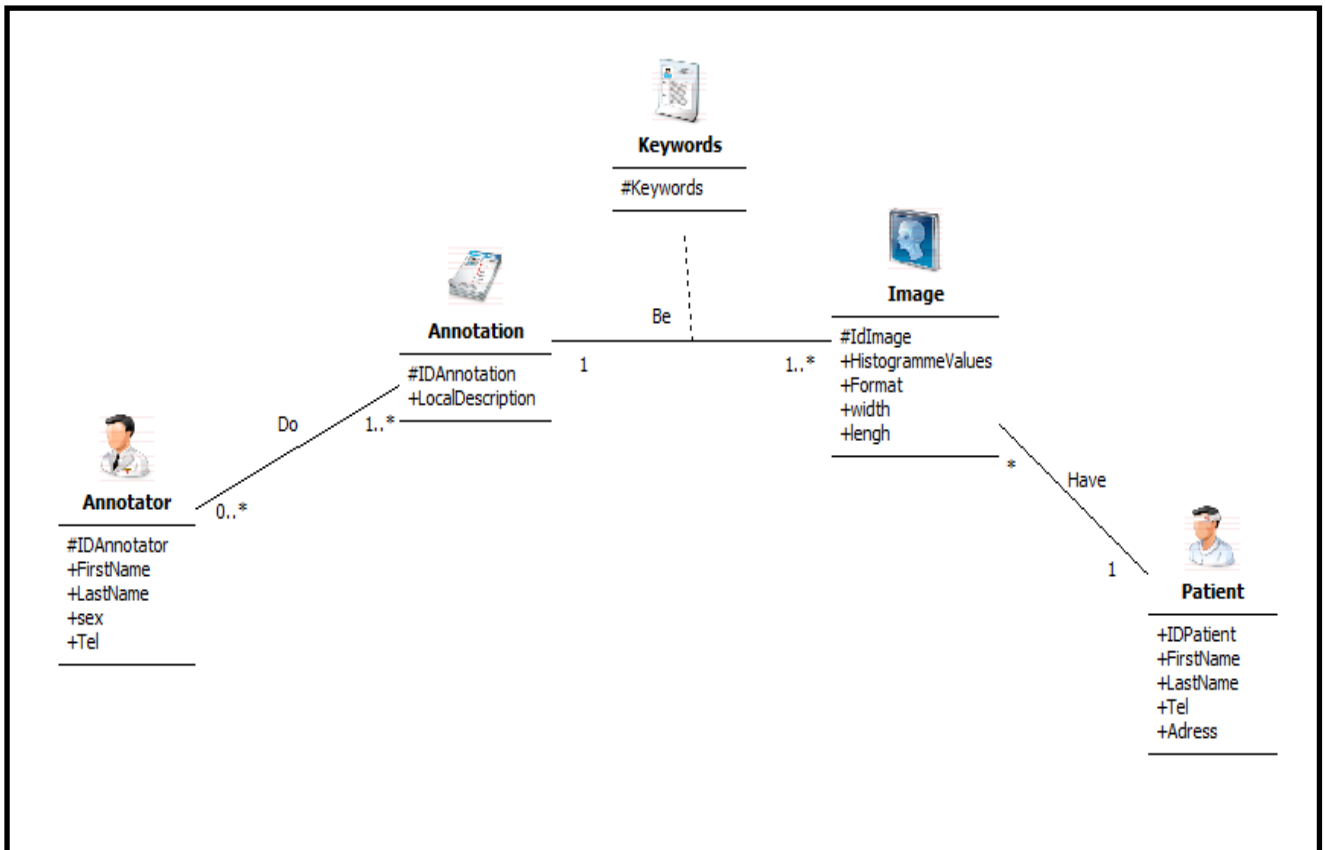 Keywords
#Keywords
Image
#IdImage
+HistogrammeValues
+Format
+width
+lengh
Be
1
1..*
Annotation
#IDAnnotation
+LocalDescription
Do
1..*
0..*
Annotator
#IDAnnotator
+FirstName
+LastName
+sex
+Tel
*
Have
1
Patient
+IDPatient
+FirstName
+LastName
+Tel
+Adress